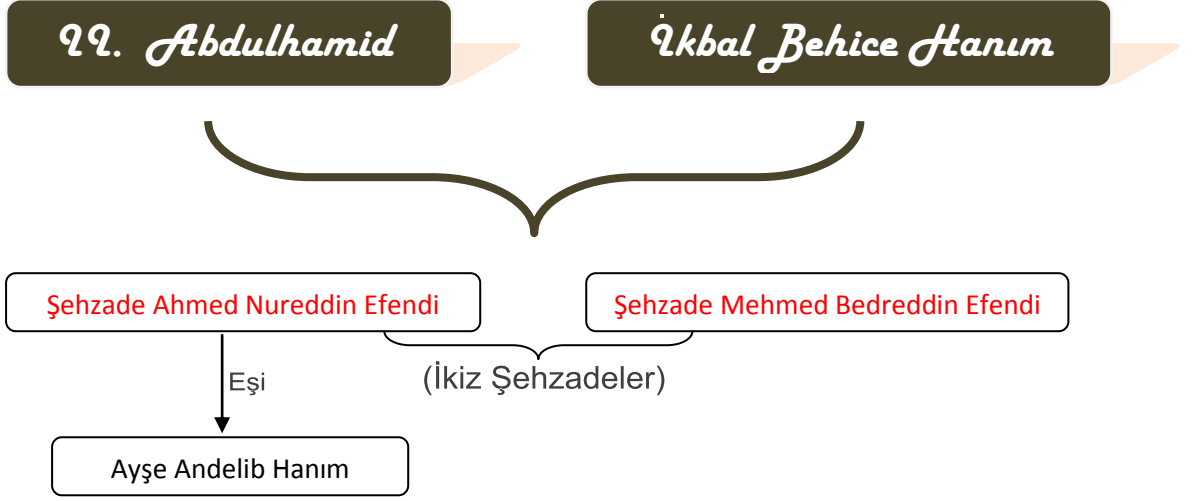 II. Abdulhamid
İkbal Behice Hanım
Şehzade Ahmed Nureddin Efendi
Şehzade Mehmed Bedreddin Efendi
Eşi
(İkiz Şehzadeler)
Ayşe Andelib Hanım